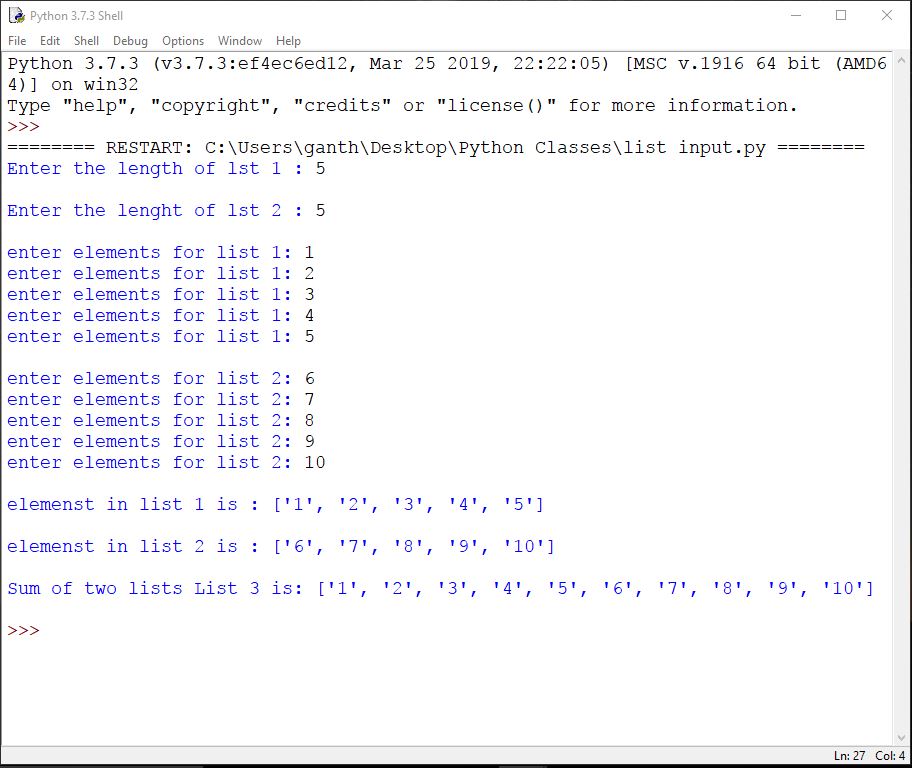 Python 3.7.3 Shell
File Edit Shell Debug Options Window Help
Python 3.7.3 (v3.7.3:ef4ec6ed12, Mar 25 2019, 22:22:05) [MSC v.1916 64 bit (AMD6
4)] on win32
Type "help", "copyright", "credits" or "license()" for more information.
>>>
======== RESTART: C:\Users\ganth\Desktop\Python Classes\list input.py ========
Enter the length of lst 1 : 5
Enter the lenght of lst 2 : 5
enter elements for list 1: 1
enter elements for list 1: 2
enter elements for list 1: 3
enter elements for list 1: 4
enter elements for list 1: 5
enter elements for list 2: 6
enter elements for list 2: 7
enter elements for list 2: 8
enter elements for list 2: 9
enter elements for list 2: 10
elemenst in list 1 is : ['1', '2', '3', '4', '5']
elemenst in list 2 is : ['6', '7', '8', '9', '10']
Sum of two lists List 3 is: ['1', '2', '3', '4', '5', '6', '7', '8', '9', '10']
>>>
Ln: 27 Col: 4